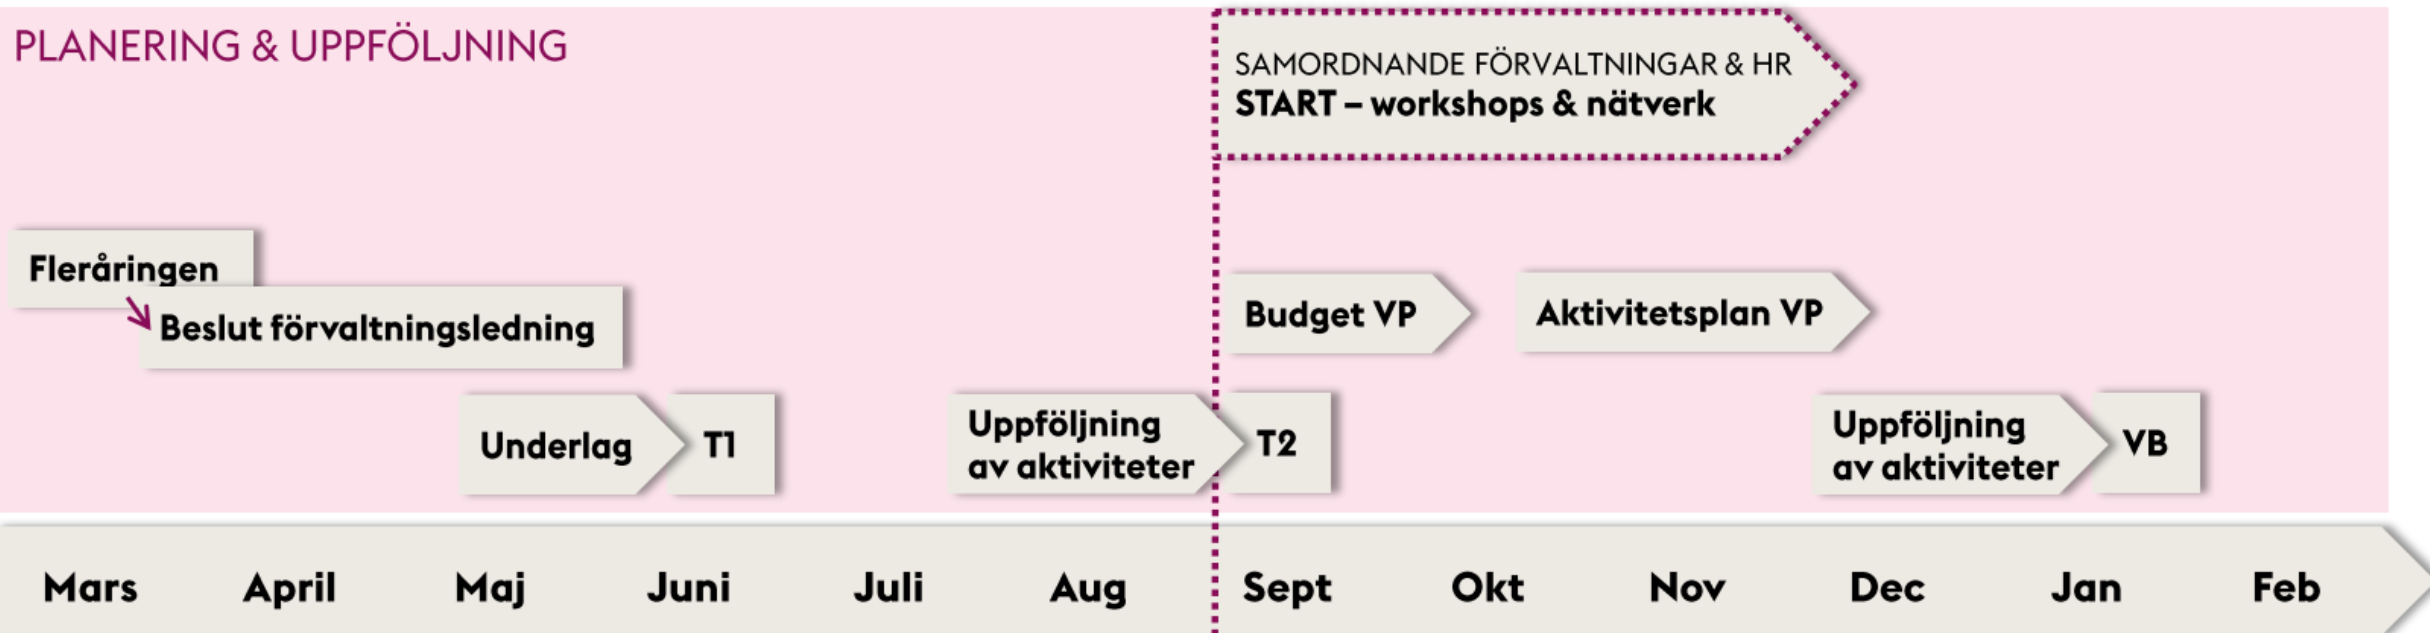 PLANERING & UPPFÖLJNING
SAMORDNANDE FÖRVALTNINGAR & HR
START – workshops & nätverk
Fleråringen
Beslut förvaltningsledning
Budget VP
Aktivitetsplan VP
Underlag
T1
Uppföljning
av aktiviteter
T2
Uppföljning
av aktiviteter
VB
Mars
April
Maj
Juni
Juli
Aug
Sept
Okt
Nov
Dec
Jan
Feb